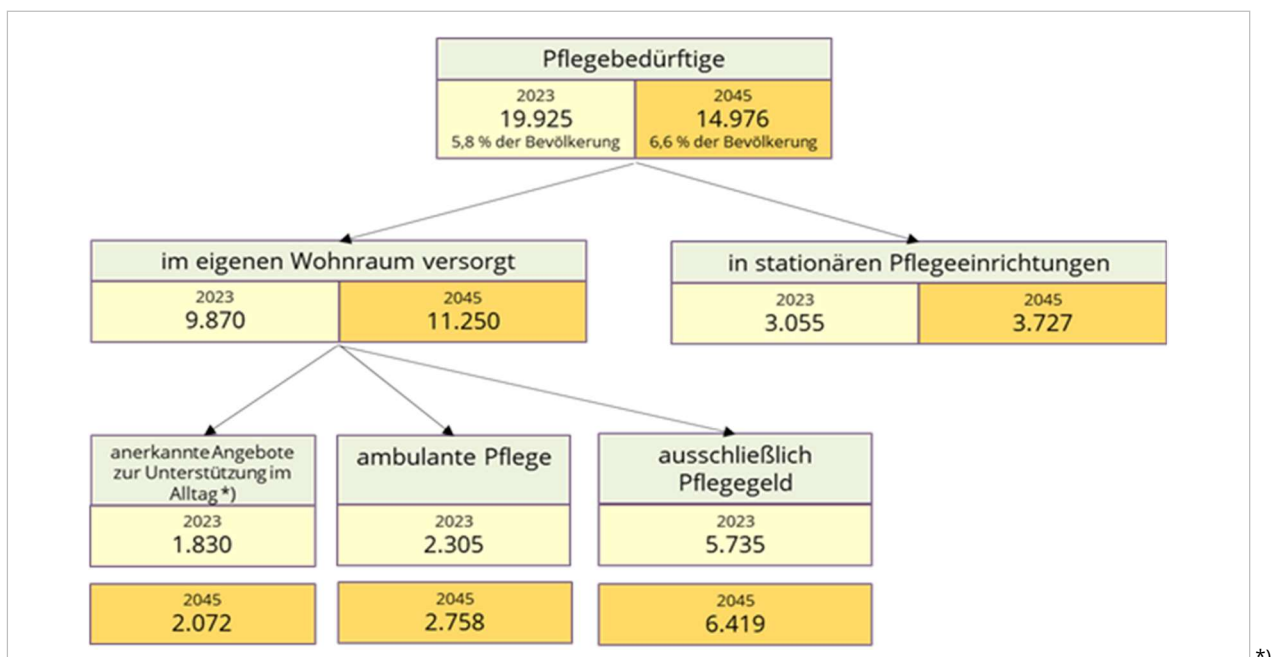 Pflegebedürftige
2023
19.925
5,8 % der Bevölkerung
2045
14.976
6,6 % der Bevölkerung
im eigenen Wohnraum versorgt
2023
9.870
2045
11.250
in stationären Pflegeeinrichtungen
2023
3.055
2045
3.727
anerkannte Angebote
zur Unterstützung im
Alltag *)
2023
1.830
2045
2.072
ambulante Pflege
2023
2.305
2045
2.758
ausschließlich
Pflegegeld
2023
5.735
2045
6.419
*)